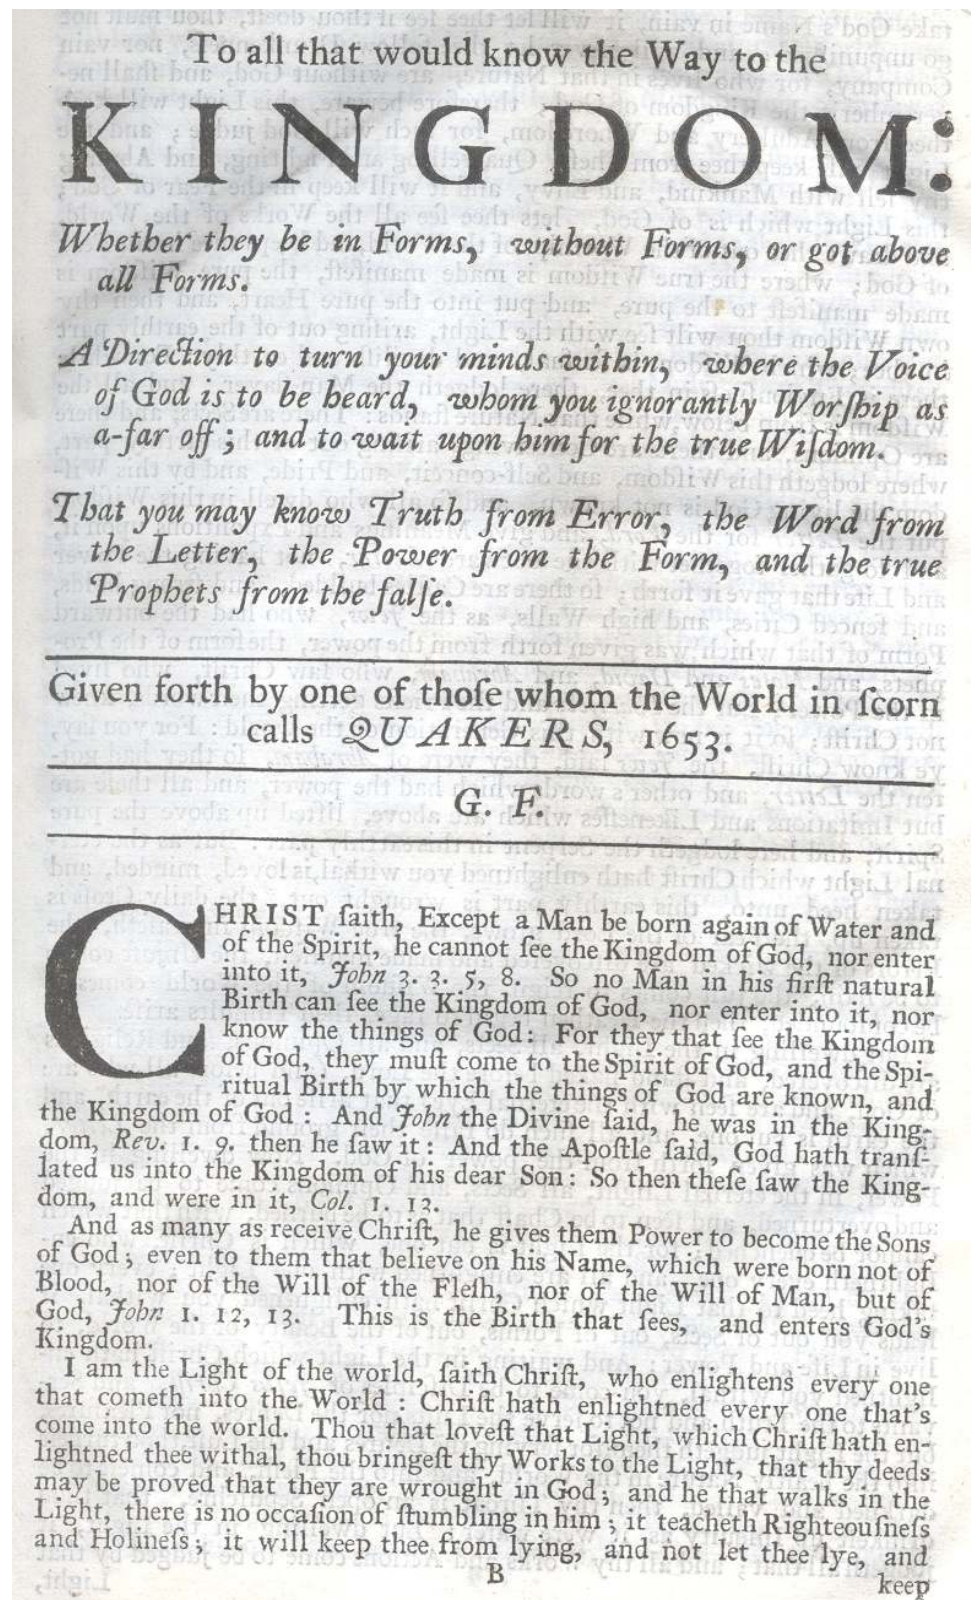 To all that would know the Way to the
KINGDOM:
Whether they be in Forms, without Forms, or got above
all Forms.
A Direction to turn your minds within, where the Voice
of God is to be heard, whom you ignorantly Worſhip as
a-far off; and to wait upon him for the true Wiſdom.
That you may know Truth from Error, the Word from
the Letter, the Power from the Form, and the true
Prophets from the falſe.
Given forth by one of thoſe whom the World in ſcorn
calls QUAKERS, 1653.
G. F.
CHRIST ſaith, Except a Man be born again of Water and
of the Spirit, he cannot ſee the Kingdom of God, nor enter
into it, John 3. 3. 5, 8. So no Man in his firſt natural
Birth can ſee the Kingdom of God, nor enter into it, nor
know the things of God: For they that ſee the Kingdom
of God, they muſt come to the Spirit of God, and the Spi-
ritual Birth by which the things of God are known, and
the Kingdom of God: And John the Divine ſaid, he was in the King-
dom, Rev. 1. 9. then he ſaw it: And the Apoſtle ſaid, God hath tranſ-
lated us into the Kingdom of his dear Son: So then theſe ſaw the King-
dom, and were in it, Col. 1. 12.
And as many as receive Chriſt, he gives them Power to become the Sons
of God; even to them that believe on his Name, which were born not of
Blood, nor of the Will of the Fleſh, nor of the Will of Man, but of
God, John 1. 12, 13. This is the Birth that ſees, and enters God's
Kingdom.
I am the Light of the world, ſaith Chriſt, who enlightens every one
that cometh into the World: Chriſt hath enlightned every one that's
come into the world. Thou that loveſt that Light, which Chriſt hath en-
lightned thee withal, thou bringeſt thy Works to the Light, that thy deeds
may be proved that they are wrought in God; and he that walks in the
Light, there is no occaſion of ſtumbling in him; it teacheth Righteouſneſs
and Holineſs; it will keep thee from lying, and not let thee lye, and
B
keep